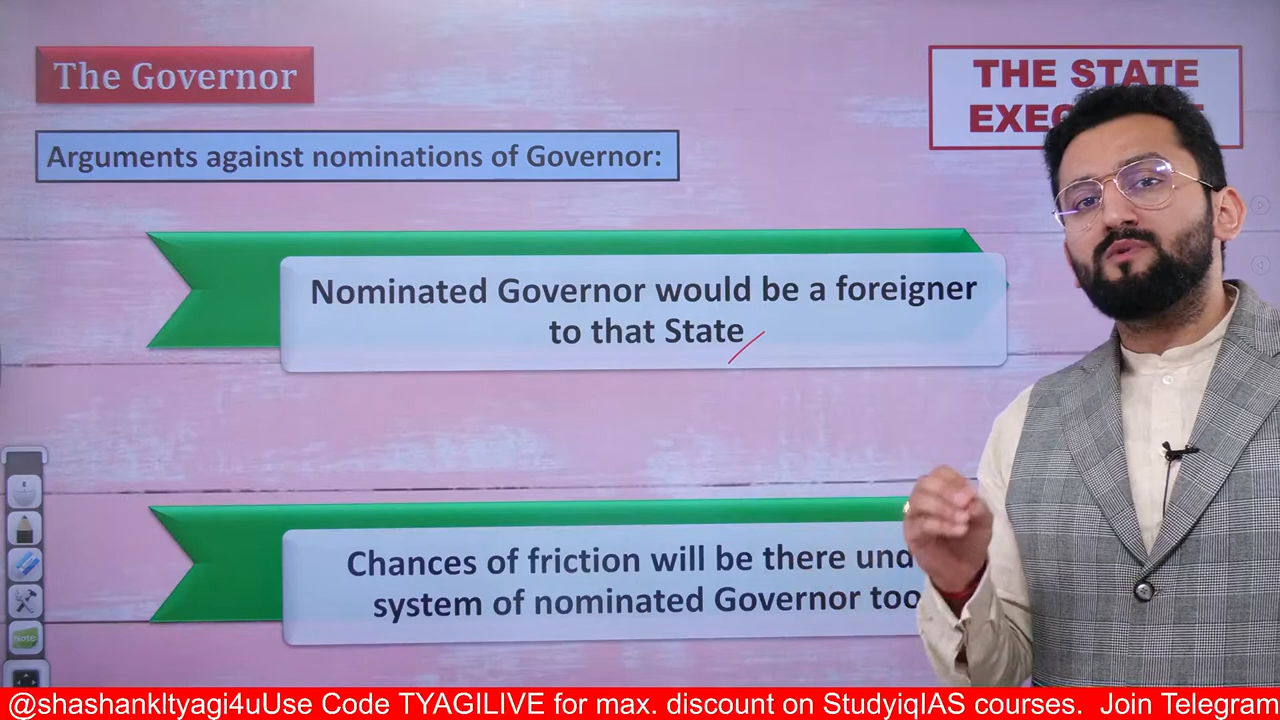 The Governor
THE STATE
Arguments against nominations of Governor:
Nominated Governor would be a foreigner
to that State
Chances of friction will be there
system of nominated Governor too
Note
@shashankltyagi4uUse Code TYAGILIVE for max. discount on StudyiqIAS courses. Join Telegram